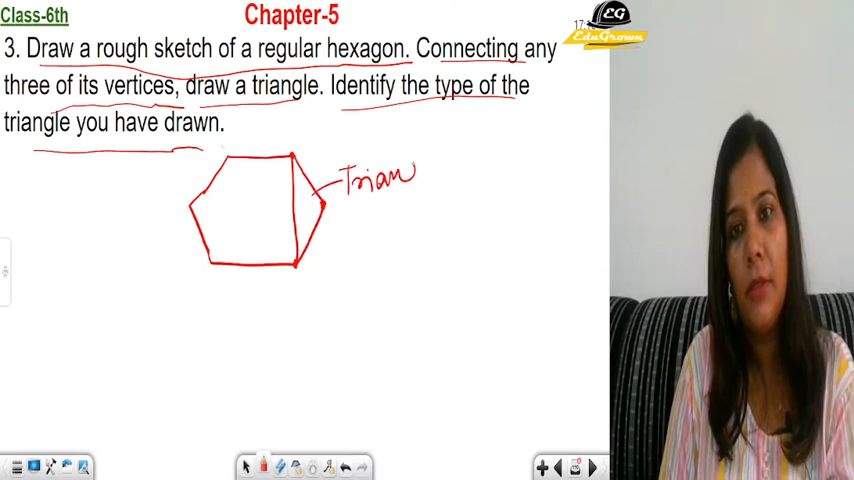 Class-6th
Chapter-5
EG
EduGrown
3. Draw a rough sketch of a regular hexagon. Connecting any
three of its vertices, draw a triangle. Identify the type of the
triangle you have drawn.
Trian